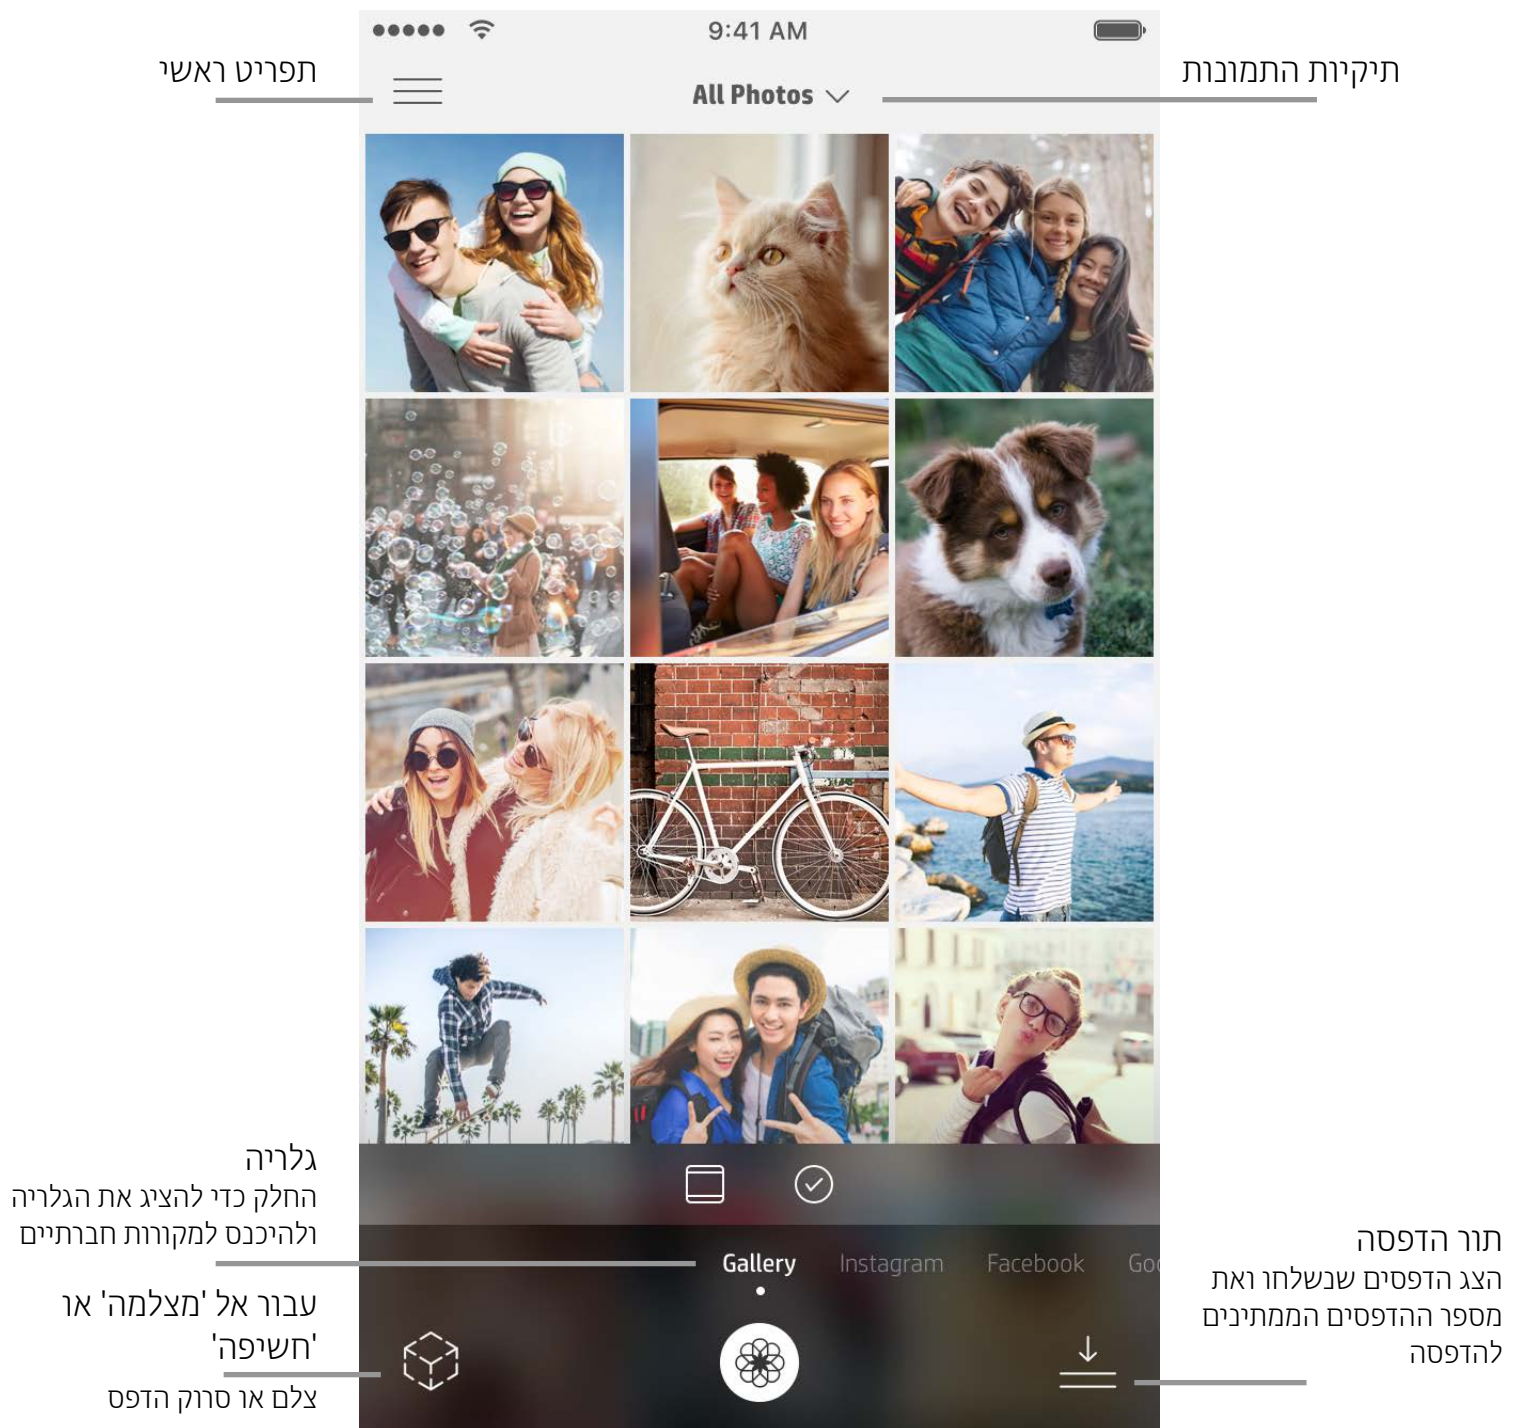 9:41 AM
תפריט ראשי
All Photos
תיקיות התמונות
גלריה
החלק כדי להציג את הגלריה
ולהיכנס למקורות חברתיים
Gallery
Instagram
Facebook
Goo
עבור אל 'מצלמה' או
'חשיפה'
צלם או סרוק הדפס
תור הדפסה
הצג הדפסים שנשלחו ואת
מספר ההדפסים הממתינים
להדפסה